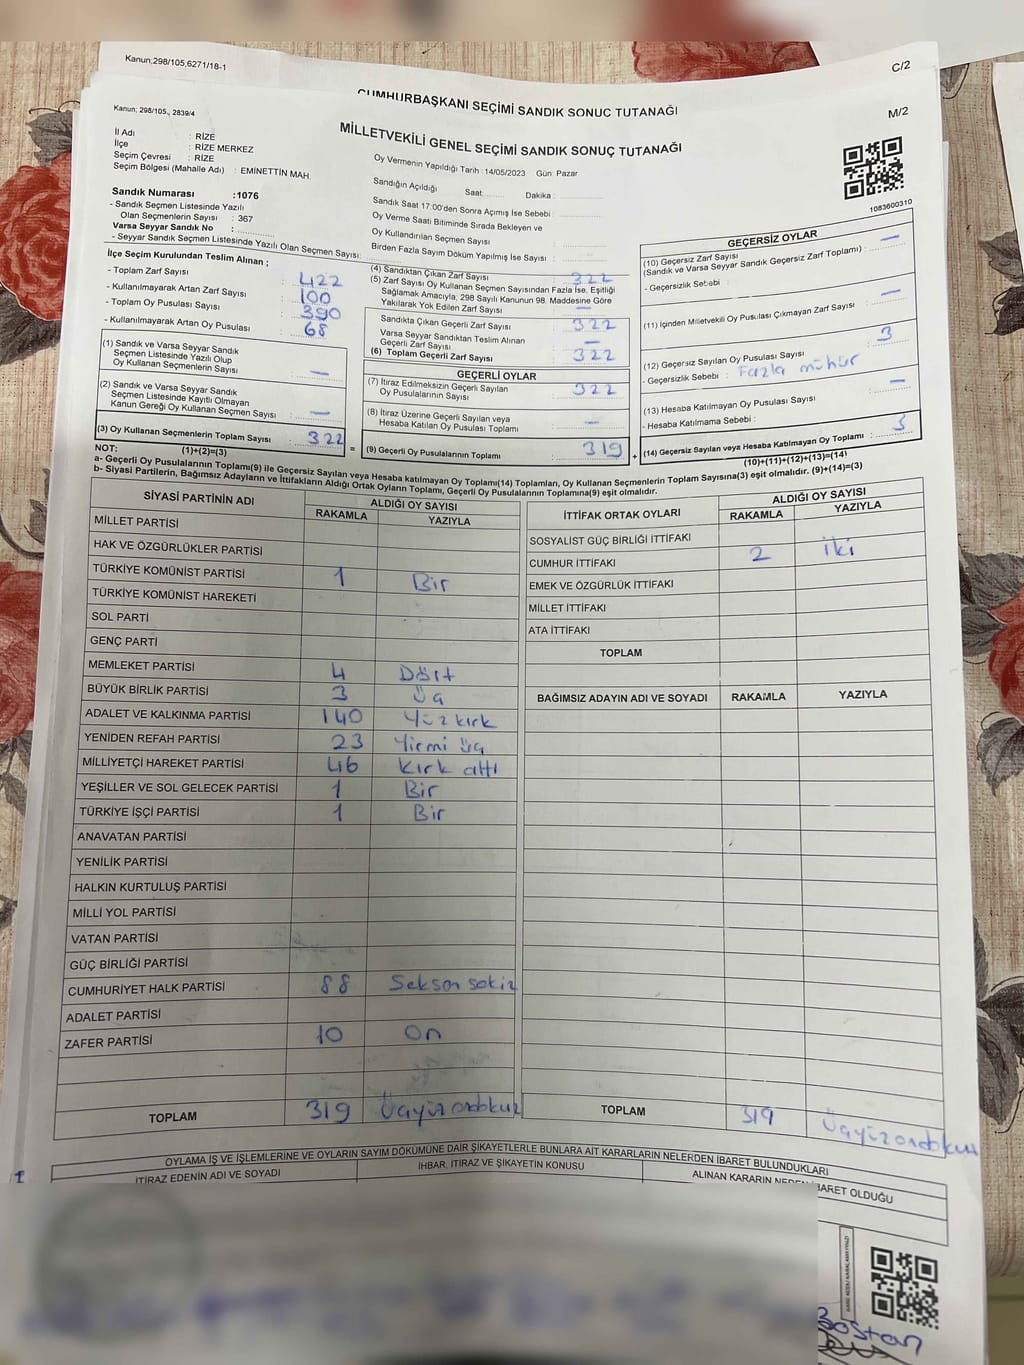 Kanun;298/105,6271/18-1
C/2
CUMHURBAŞKANI SEÇİMİ SANDIK SONUÇ TUTANAĞI
Kanun; 298/105., 2839/4
M/2
MİLLETVEKİLİ GENEL SEÇİMİ SANDIK SONUÇ TUTANAĞI
İl Adı : RİZE
İlçe : RİZE MERKEZ
Seçim Çevresi : RİZE
Seçim Bölgesi (Mahalle Adı) : EMİNETTİN MAH.
Sandık Numarası :1076
- Sandık Seçmen Listesinde Yazılı
Olan Seçmenlerin Sayısı : 367
Varsa Seyyar Sandık No :
- Seyyar Sandık Seçmen Listesinde Yazılı Olan Seçmen Sayısı:
Oy Vermenin Yapıldığı Tarih : 14/05/2023 Gün: Pazar
Sandığın Açıldığı Saat: Dakika :
Sandık Saat 17:00'den Sonra Açılmış İse Sebebi :
Oy Verme Saati Bitiminde Sırada Bekleyen ve
Oy Kullandırılan Seçmen Sayısı :
Birden Fazla Sayım Döküm Yapılmış İse Sayısı :
1083600310
İlçe Seçim Kurulundan Teslim Alınan ;
- Toplam Zarf Sayısı : 422
- Kullanılmayarak Artan Zarf Sayısı : 100
- Toplam Oy Pusulası Sayısı : 390
- Kullanılmayarak Artan Oy Pusulası : 68
(1) Sandık ve Varsa Seyyar Sandık
Seçmen Listesinde Yazılı Olup
Oy Kullanan Seçmenlerin Sayısı : —
(2) Sandık ve Varsa Seyyar Sandık
Seçmen Listesinde Kayıtlı Olmayan
Kanun Gereği Oy Kullanan Seçmen Sayısı : —
(3) Oy Kullanan Seçmenlerin Toplam Sayısı : 322
(1)+(2)=(3)
(4) Sandıktan Çıkan Zarf Sayısı : 322
(5) Zarf Sayısı Oy Kullanan Seçmen Sayısından Fazla İse, Eşitliği
Sağlamak Amacıyla, 298 Sayılı Kanunun 98. Maddesine Göre
Yakılarak Yok Edilen Zarf Sayısı : —
Sandıkta Çıkan Geçerli Zarf Sayısı : 322
Varsa Seyyar Sandıktan Teslim Alınan
Geçerli Zarf Sayısı : —
(6) Toplam Geçerli Zarf Sayısı : 322
GEÇERLİ OYLAR
(7) İtiraz Edilmeksizin Geçerli Sayılan
Oy Pusulalarının Sayısı : 322
(8) İtiraz Üzerine Geçerli Sayılan veya
Hesaba Katılan Oy Pusulası Toplamı : —
= (9) Geçerli Oy Pusulalarının Toplamı : 319 +
GEÇERSİZ OYLAR
(10) Geçersiz Zarf Sayısı
(Sandık ve Varsa Seyyar Sandık Geçersiz Zarf Toplamı) : —
- Geçersizlik Sebebi :
(11) İçinden Milletvekili Oy Pusulası Çıkmayan Zarf Sayısı : —
(12) Geçersiz Sayılan Oy Pusulası Sayısı : 3
- Geçersizlik Sebebi : Fazla mühür
(13) Hesaba Katılmayan Oy Pusulası Sayısı : —
- Hesaba Katılmama Sebebi :
(14) Geçersiz Sayılan veya Hesaba Katılmayan Oy Toplamı : 3
(10)+(11)+(12)+(13)=(14)
NOT:
a- Geçerli Oy Pusulalarının Toplamı(9) ile Geçersiz Sayılan veya Hesaba katılmayan Oy Toplamı(14) Toplamları, Oy Kullanan Seçmenlerin Toplam Sayısına(3) eşit olmalıdır. (9)+(14)=(3)
b- Siyasi Partilerin, Bağımsız Adayların ve İttifakların Aldığı Ortak Oyların Toplamı, Geçerli Oy Pusulalarının Toplamına(9) eşit olmalıdır.
SİYASİ PARTİNİN ADI ALDIĞI OY SAYISI
RAKAMLA YAZIYLA
MİLLET PARTİSİ
HAK VE ÖZGÜRLÜKLER PARTİSİ
TÜRKİYE KOMÜNİST PARTİSİ 1 Bir
TÜRKİYE KOMÜNİST HAREKETİ
SOL PARTİ
GENÇ PARTİ
MEMLEKET PARTİSİ 4 Dört
BÜYÜK BİRLİK PARTİSİ 3 Üç
ADALET VE KALKINMA PARTİSİ 140 Yüz kırk
YENİDEN REFAH PARTİSİ 23 Yirmi üç
MİLLİYETÇİ HAREKET PARTİSİ 46 Kırk altı
YEŞİLLER VE SOL GELECEK PARTİSİ 1 Bir
TÜRKİYE İŞÇİ PARTİSİ 1 Bir
ANAVATAN PARTİSİ
YENİLİK PARTİSİ
HALKIN KURTULUŞ PARTİSİ
MİLLİ YOL PARTİSİ
VATAN PARTİSİ
GÜÇ BİRLİĞİ PARTİSİ
CUMHURİYET HALK PARTİSİ 88 Seksen sekiz
ADALET PARTİSİ
ZAFER PARTİSİ 10 On
TOPLAM 319 Üçyüz ondokuz
İTTİFAK ORTAK OYLARI ALDIĞI OY SAYISI
RAKAMLA YAZIYLA
SOSYALİST GÜÇ BİRLİĞİ İTTİFAKI
CUMHUR İTTİFAKI 2 iki
EMEK VE ÖZGÜRLÜK İTTİFAKI
MİLLET İTTİFAKI
ATA İTTİFAKI
TOPLAM
BAĞIMSIZ ADAYIN ADI VE SOYADI RAKAMLA YAZIYLA
TOPLAM 319 Üçyüzondokuz
OYLAMA İŞ VE İŞLEMLERİNE VE OYLARIN SAYIM DÖKÜMÜNE DAİR ŞİKAYETLERLE BUNLARA AİT KARARLARIN NELERDEN İBARET BULUNDUKLARI
İTİRAZ EDENİN ADI VE SOYADI İHBAR, İTİRAZ VE ŞİKAYETİN KONUSU ALINAN KARARIN NEDEN İBARET OLDUĞU
Bostan